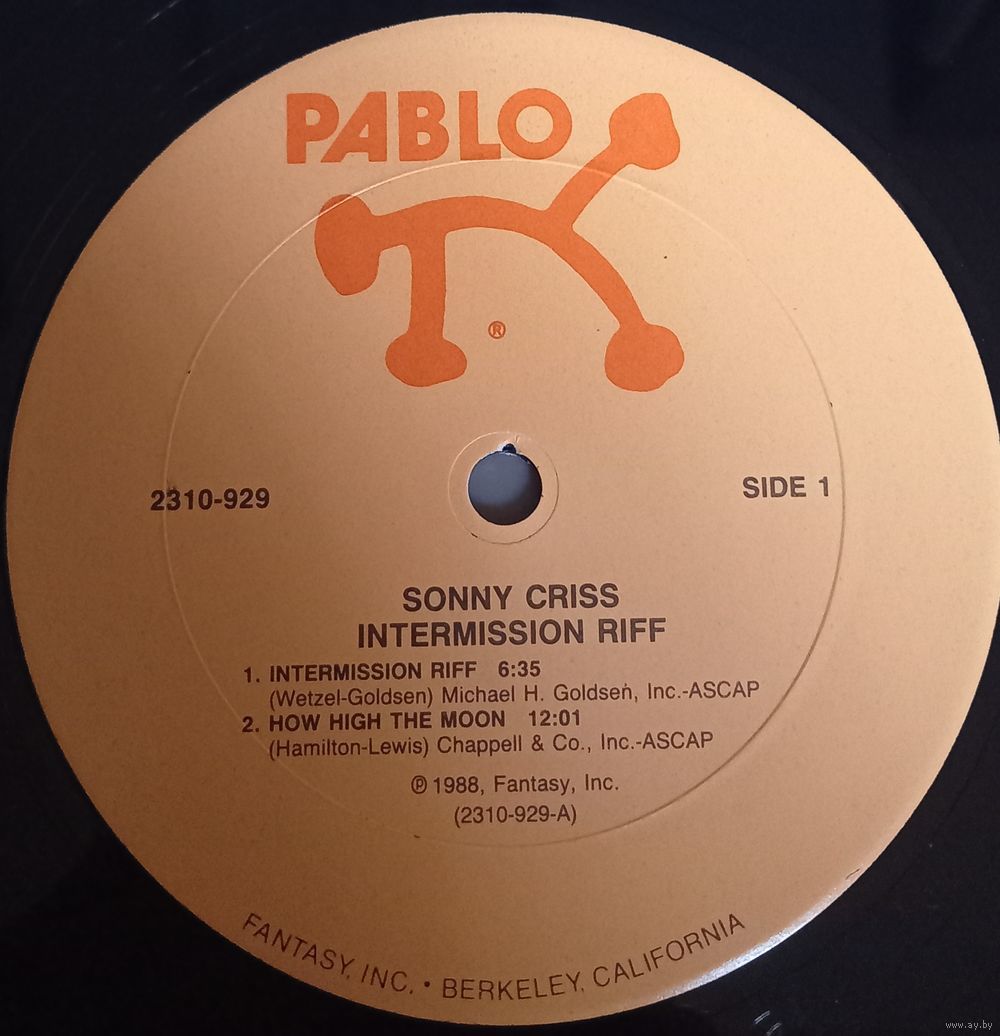 PABLO
®
2310-929
SIDE 1
SONNY CRISS
INTERMISSION RIFF
1. INTERMISSION RIFF 6:35
(Wetzel-Goldsen) Michael H. Goldsen, Inc.-ASCAP
2. HOW HIGH THE MOON 12:01
(Hamilton-Lewis) Chappell & Co., Inc.-ASCAP
℗ 1988, Fantasy, Inc.
(2310-929-A)
FANTASY, INC. • BERKELEY, CALIFORNIA
www.ay.by